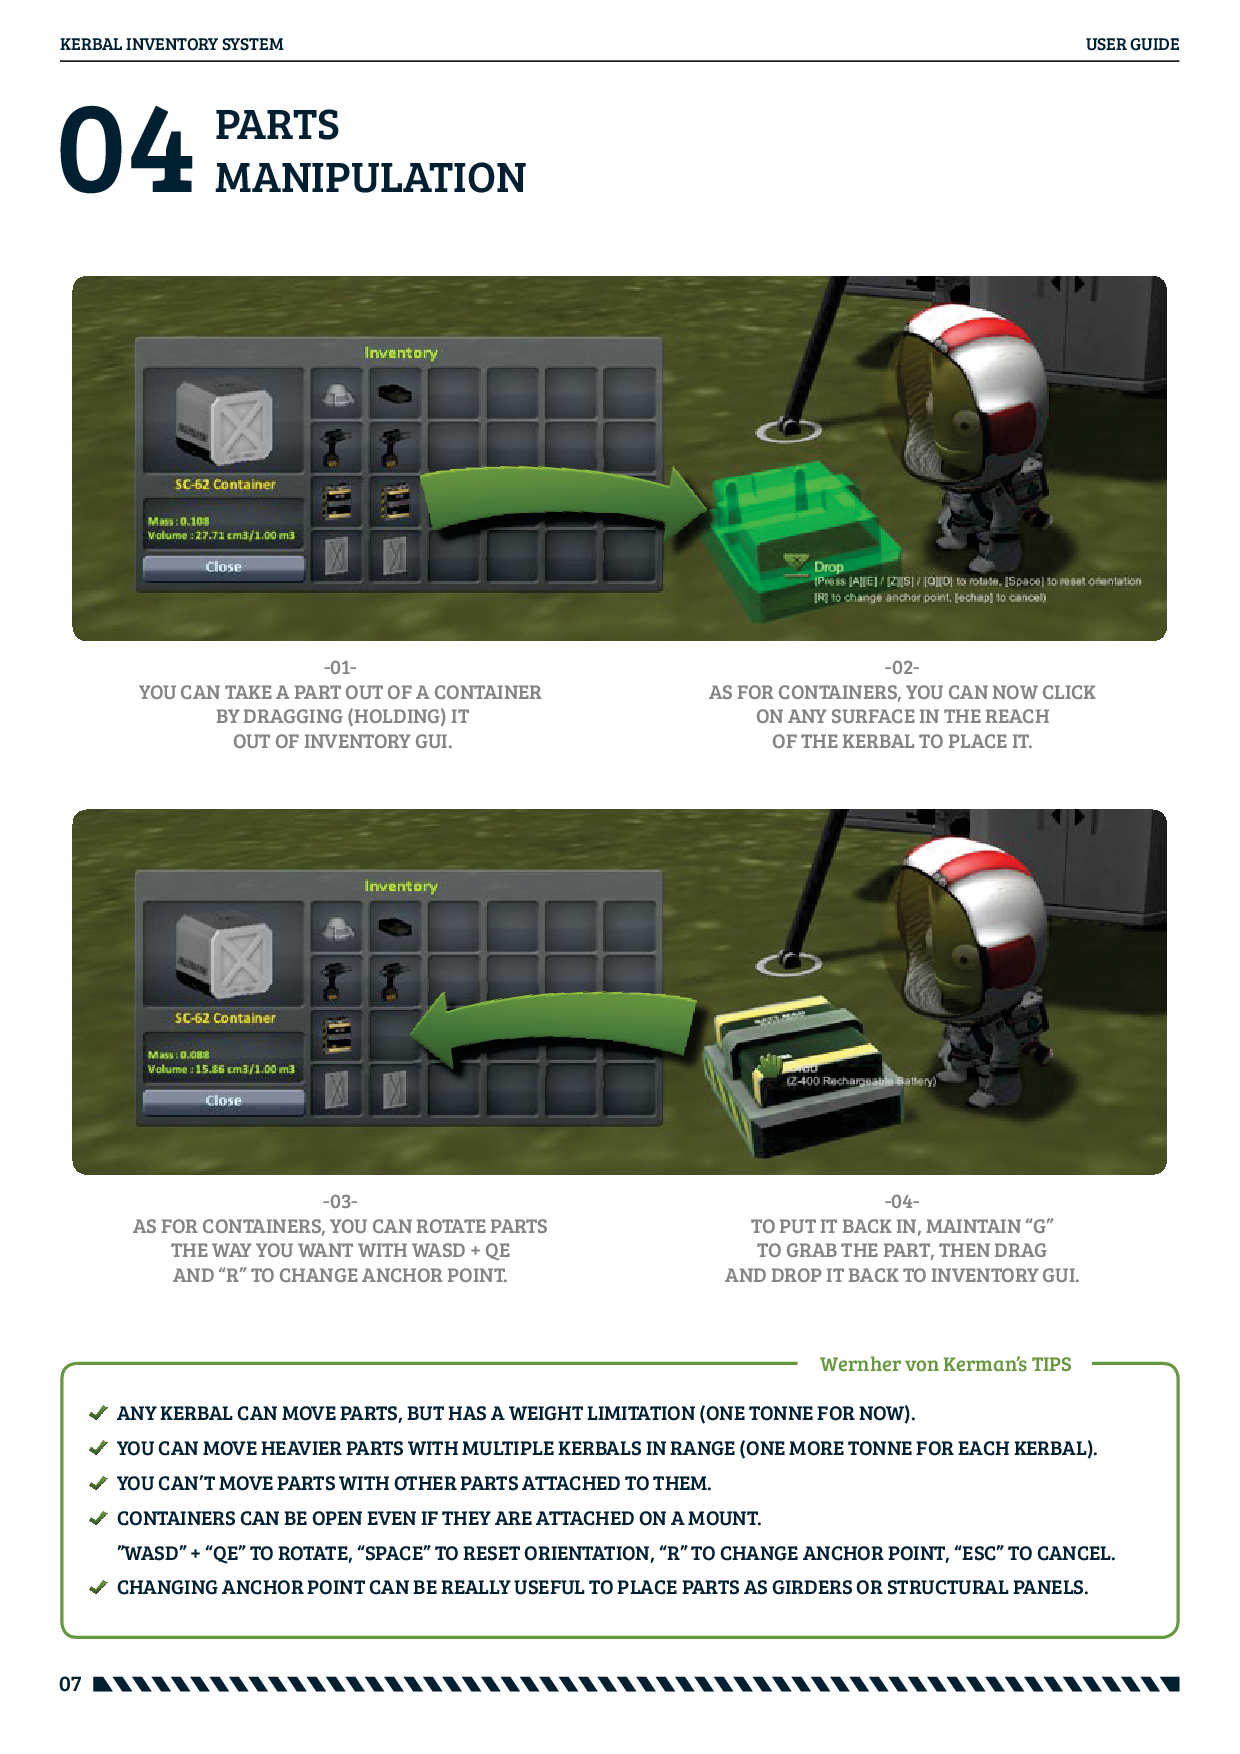 KERBAL INVENTORY SYSTEM
USER GUIDE
04 PARTS
MANIPULATION
Inventory
SC-62 Container
Mass : 0.108
Volume : 27.71 cm3/1.00 m3
Close
Drop
(Press [A][E] / [Z][S] / [Q][D] to rotate, [Space] to reset orientation
[R] to change anchor point, [echap] to cancel)
-01-
YOU CAN TAKE A PART OUT OF A CONTAINER
BY DRAGGING (HOLDING) IT
OUT OF INVENTORY GUI.
-02-
AS FOR CONTAINERS, YOU CAN NOW CLICK
ON ANY SURFACE IN THE REACH
OF THE KERBAL TO PLACE IT.
Inventory
SC-62 Container
Mass : 0.088
Volume : 15.86 cm3/1.00 m3
Close
(Z-400 Rechargeable Battery)
-03-
AS FOR CONTAINERS, YOU CAN ROTATE PARTS
THE WAY YOU WANT WITH WASD + QE
AND “R” TO CHANGE ANCHOR POINT.
-04-
TO PUT IT BACK IN, MAINTAIN “G”
TO GRAB THE PART, THEN DRAG
AND DROP IT BACK TO INVENTORY GUI.
Wernher von Kerman’s TIPS
ANY KERBAL CAN MOVE PARTS, BUT HAS A WEIGHT LIMITATION (ONE TONNE FOR NOW).
YOU CAN MOVE HEAVIER PARTS WITH MULTIPLE KERBALS IN RANGE (ONE MORE TONNE FOR EACH KERBAL).
YOU CAN’T MOVE PARTS WITH OTHER PARTS ATTACHED TO THEM.
CONTAINERS CAN BE OPEN EVEN IF THEY ARE ATTACHED ON A MOUNT.
”WASD” + “QE” TO ROTATE, “SPACE” TO RESET ORIENTATION, “R” TO CHANGE ANCHOR POINT, “ESC” TO CANCEL.
CHANGING ANCHOR POINT CAN BE REALLY USEFUL TO PLACE PARTS AS GIRDERS OR STRUCTURAL PANELS.
07